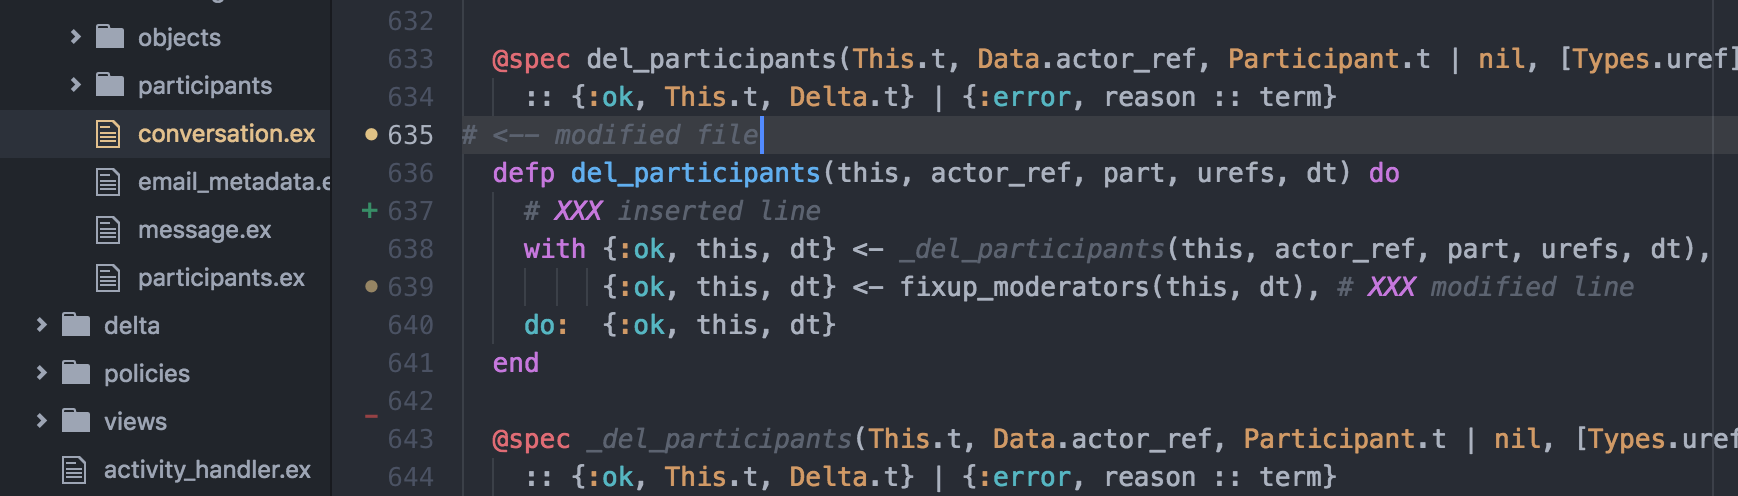 objects
participants
conversation.ex
email_metadata.e
message.ex
participants.ex
delta
policies
views
activity_handler.ex
632
633 @spec del_participants(This.t, Data.actor_ref, Participant.t | nil, [Types.uref]
634 :: {:ok, This.t, Delta.t} | {:error, reason :: term}
635 # <-- modified file
636 defp del_participants(this, actor_ref, part, urefs, dt) do
+ 637 # XXX inserted line
638 with {:ok, this, dt} <- _del_participants(this, actor_ref, part, urefs, dt),
639 {:ok, this, dt} <- fixup_moderators(this, dt), # XXX modified line
640 do: {:ok, this, dt}
641 end
642
643 @spec _del_participants(This.t, Data.actor_ref, Participant.t | nil, [Types.uref
644 :: {:ok, This.t, Delta.t} | {:error, reason :: term}